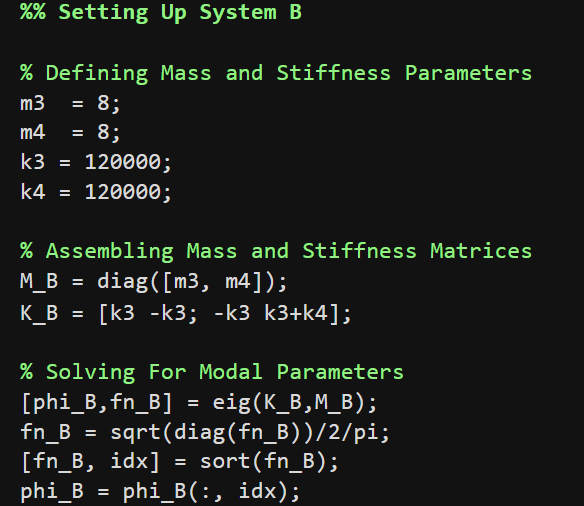 %% Setting Up System B
% Defining Mass and Stiffness Parameters
m3  = 8;
m4  = 8;
k3 = 120000;
k4 = 120000;
% Assembling Mass and Stiffness Matrices
M_B = diag([m3, m4]);
K_B = [k3 -k3; -k3 k3+k4];
% Solving For Modal Parameters
[phi_B,fn_B] = eig(K_B,M_B);
fn_B = sqrt(diag(fn_B))/2/pi;
[fn_B, idx] = sort(fn_B);
phi_B = phi_B(:, idx);